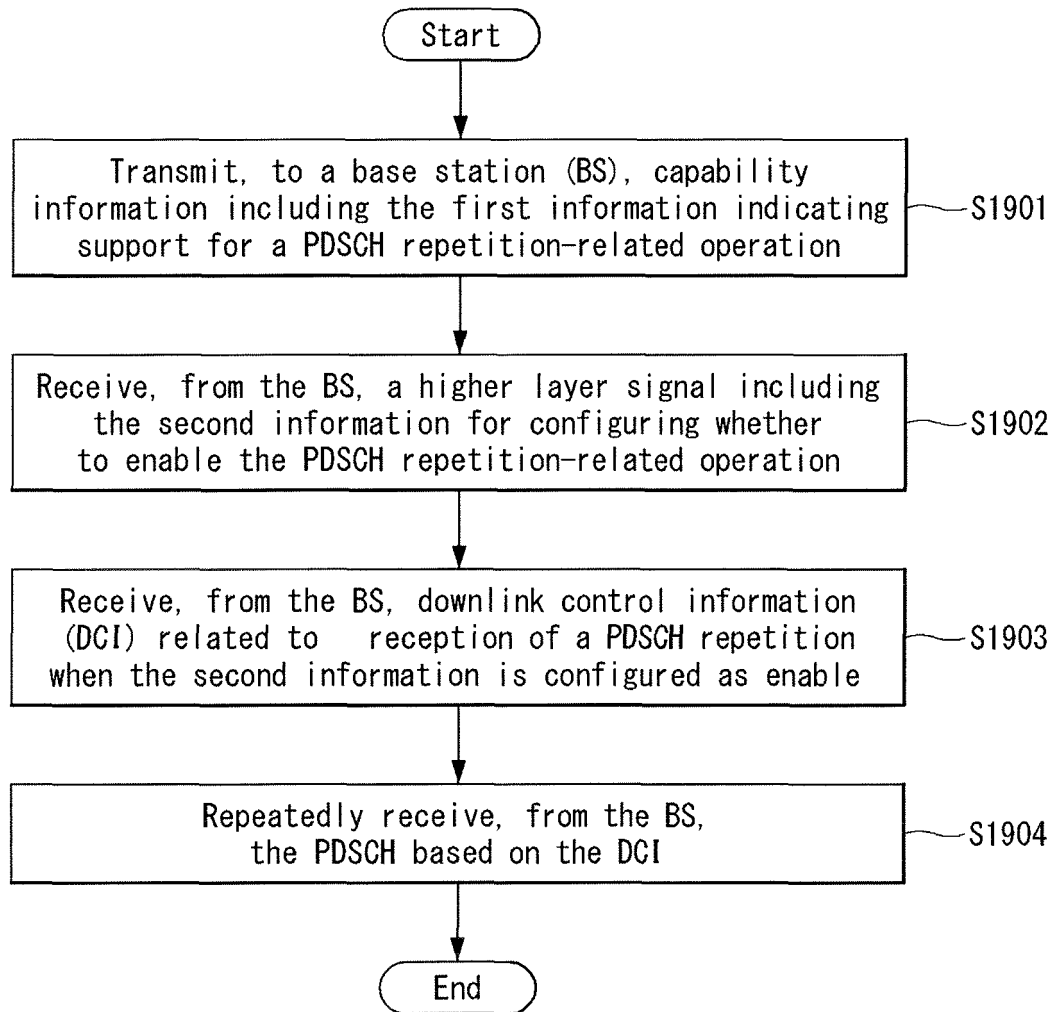 Start
Transmit, to a base station (BS), capability
information including the first information indicating
support for a PDSCH repetition-related operation
S1901
Receive, from the BS, a higher layer signal including
the second information for configuring whether
to enable the PDSCH repetition-related operation
S1902
Receive, from the BS, downlink control information
(DCI) related to reception of a PDSCH repetition
when the second information is configured as enable
S1903
Repeatedly receive, from the BS,
the PDSCH based on the DCI
S1904
End